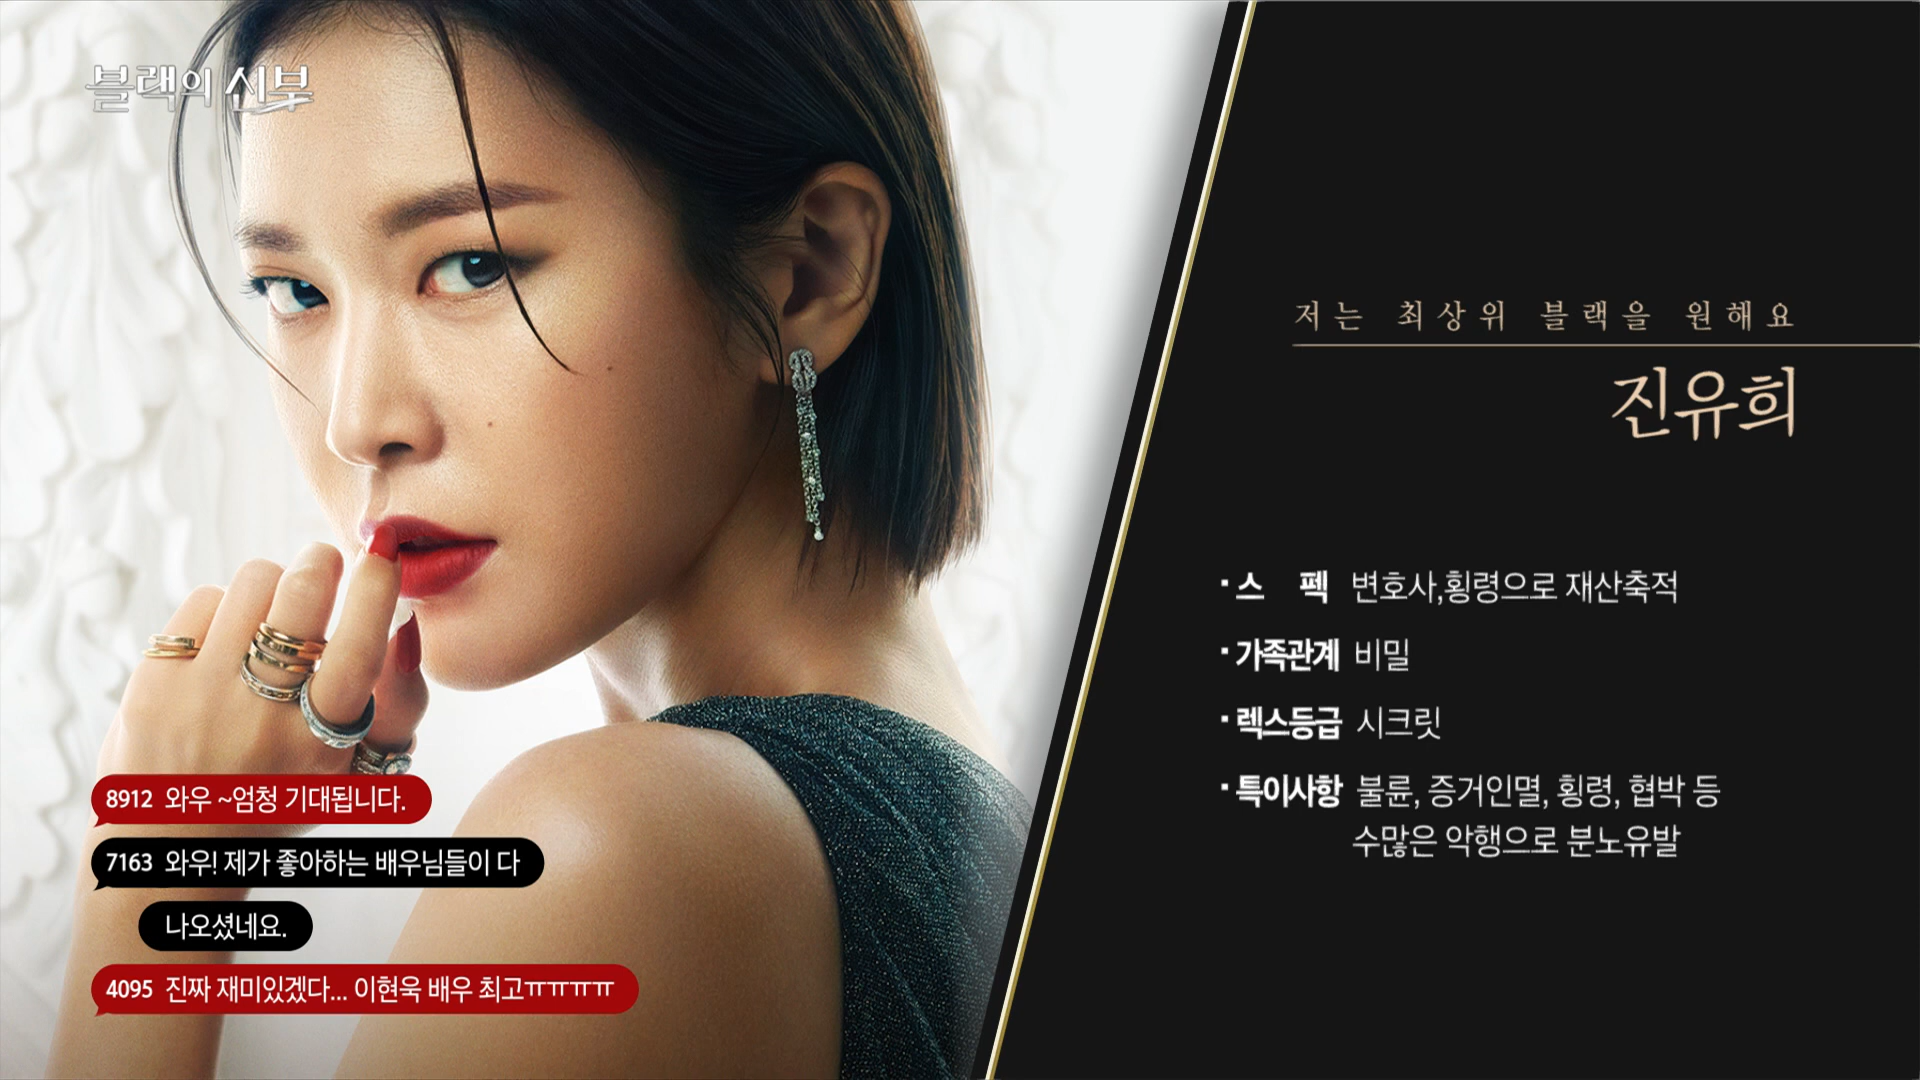 블랙의 신부
저는 최상위 블랙을 원해요
진유희
· 스 펙 변호사,횡령으로 재산축적
· 가족관계 비밀
· 렉스등급 시크릿
· 특이사항 불륜, 증거인멸, 횡령, 협박 등
수많은 악행으로 분노유발
8912 와우 ~엄청 기대됩니다.
7163 와우! 제가 좋아하는 배우님들이 다
나오셨네요.
4095 진짜 재미있겠다... 이현욱 배우 최고ㅠㅠㅠㅠ